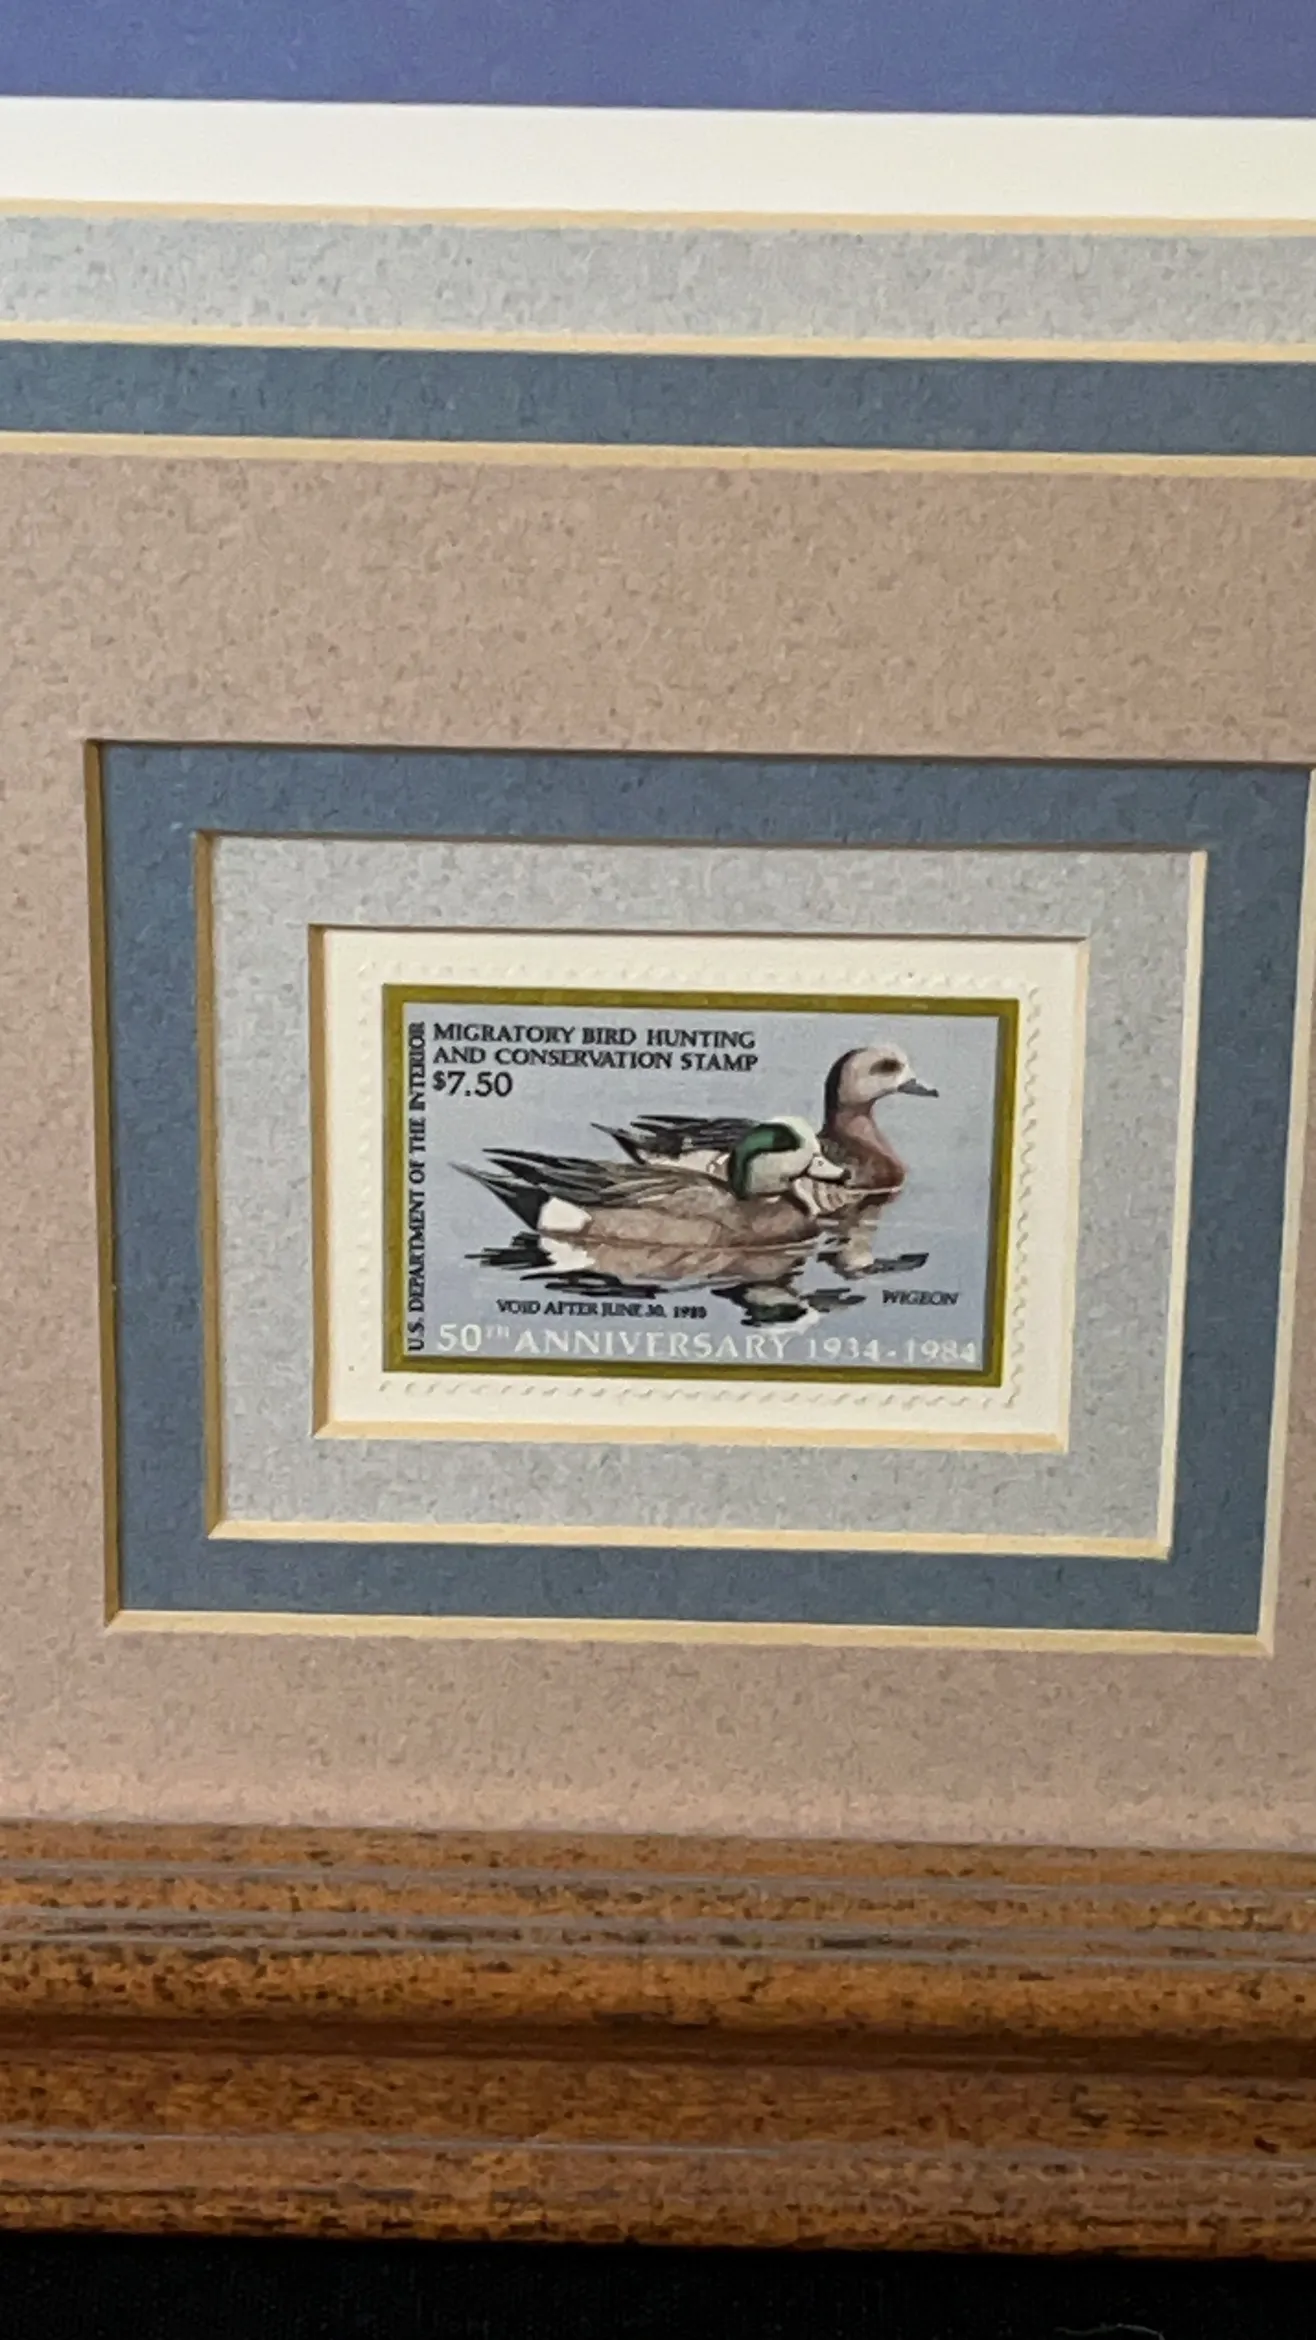 MIGRATORY BIRD HUNTING
AND CONSERVATION STAMP
$7.50
U.S. DEPARTMENT OF THE INTERIOR
WIGEON
VOID AFTER JUNE 30, 1985
50TH ANNIVERSARY 1934-1984